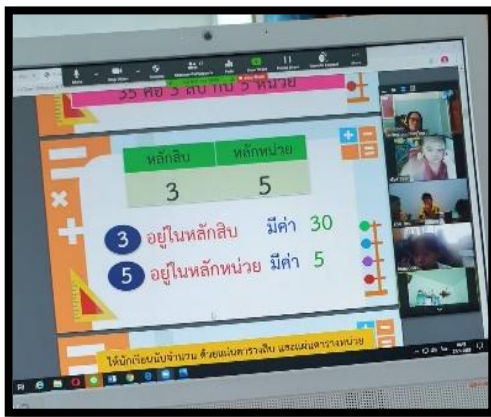 35 คือ 3 สิบ กับ 5 หน่วย
หลักสิบ หลักหน่วย
3 5
3 อยู่ในหลักสิบ มีค่า 30
5 อยู่ในหลักหน่วย มีค่า 5
ให้นักเรียนนับจำนวน ด้วยแผ่นตารางสิบ และแผ่นตารางหน่วย